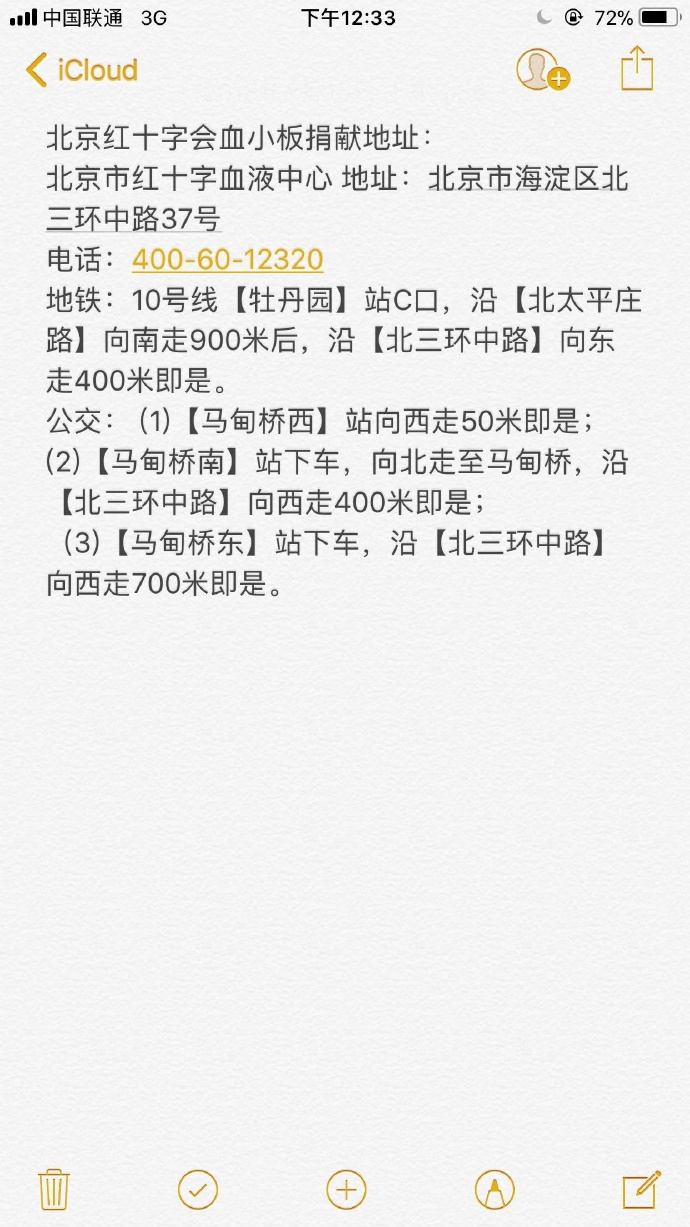 中国联通 3G 下午12:33 72%
iCloud
北京红十字会血小板捐献地址：
北京市红十字血液中心 地址：北京市海淀区北
三环中路37号
电话：400-60-12320
地铁：10号线【牡丹园】站C口，沿【北太平庄
路】向南走900米后，沿【北三环中路】向东
走400米即是。
公交：(1)【马甸桥西】站向西走50米即是；
(2)【马甸桥南】站下车，向北走至马甸桥，沿
【北三环中路】向西走400米即是；
（3)【马甸桥东】站下车，沿【北三环中路】
向西走700米即是。